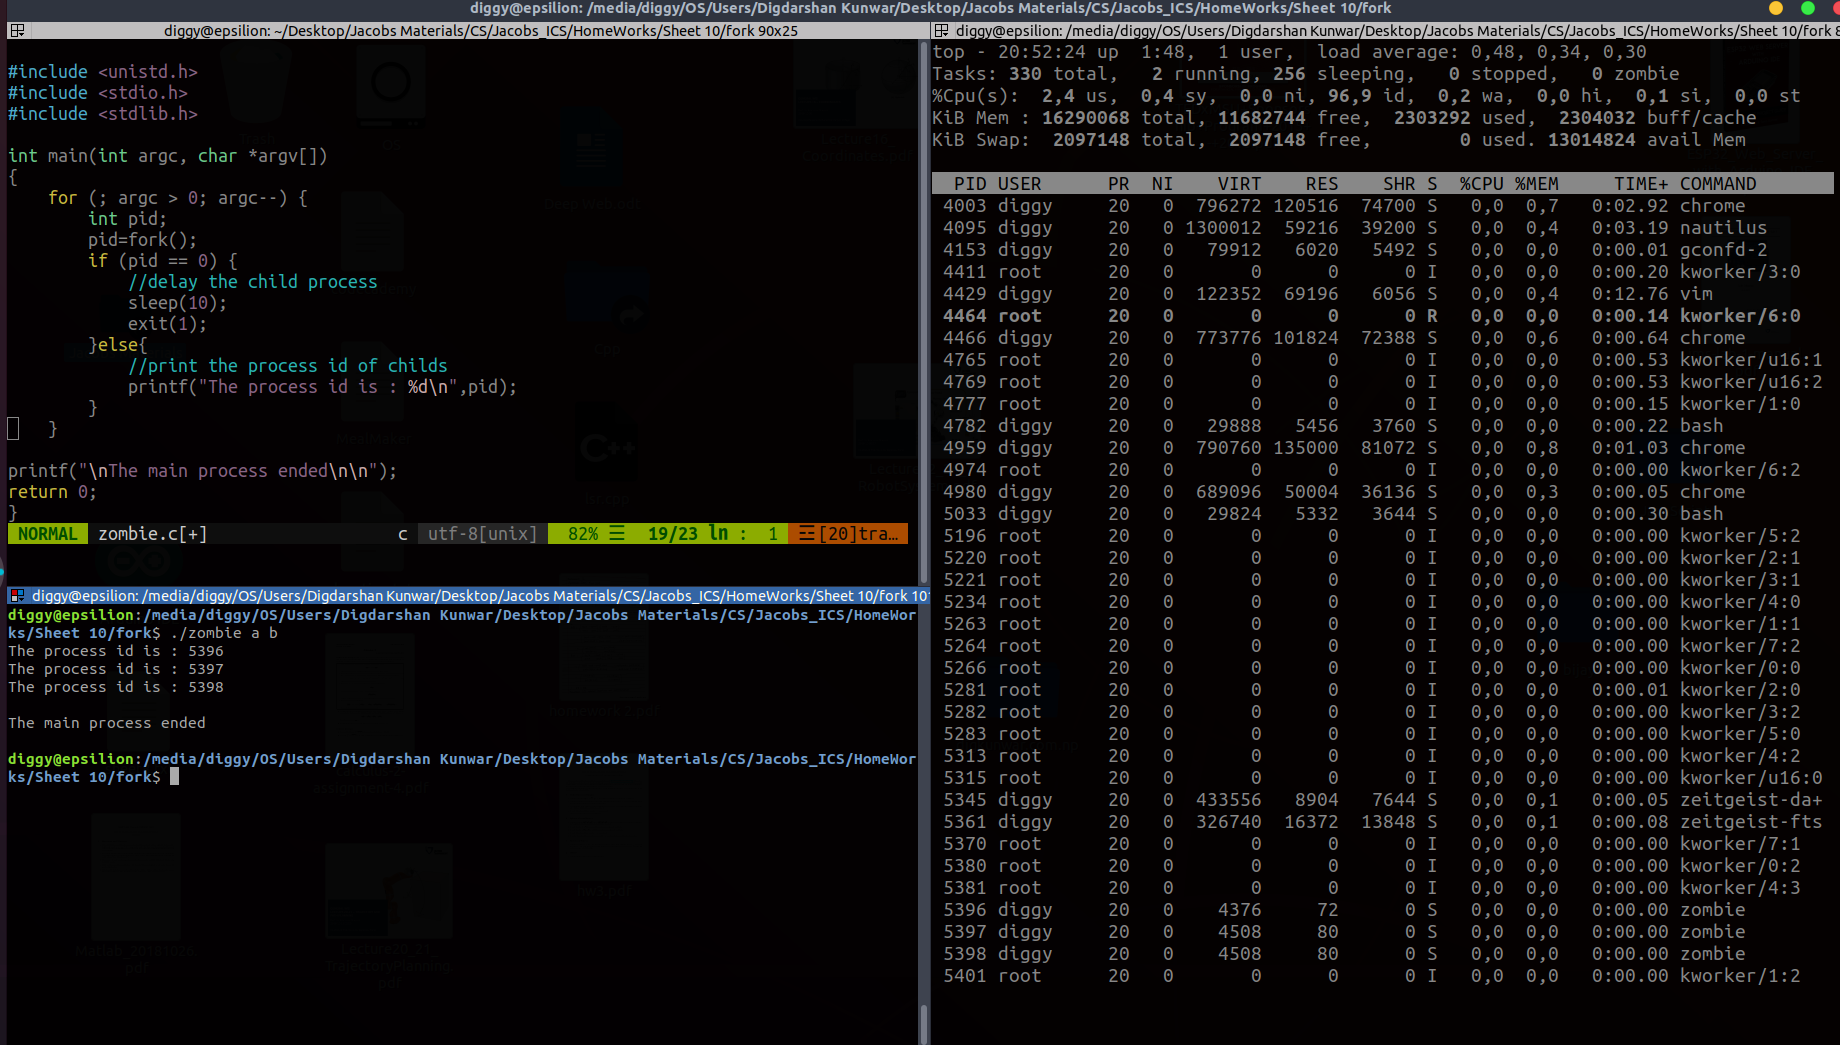 diggy@epsilion: /media/diggy/OS/Users/Digdarshan Kunwar/Desktop/Jacobs Materials/CS/Jacobs_ICS/HomeWorks/Sheet 10/fork
diggy@epsilion: ~/Desktop/Jacobs Materials/CS/Jacobs_ICS/HomeWorks/Sheet 10/fork 90x25
#include <unistd.h>
#include <stdio.h>
#include <stdlib.h>
int main(int argc, char *argv[])
{
    for (; argc > 0; argc--) {
        int pid;
        pid=fork();
        if (pid == 0) {
            //delay the child process
            sleep(10);
            exit(1);
        }else{
            //print the process id of childs
            printf("The process id is : %d\n",pid);
        }
    }
printf("\nThe main process ended\n\n");
return 0;
}
NORMAL zombie.c[+] c utf-8[unix] 82% ☰ 19/23 ln : 1 ☲[20]tra…
diggy@epsilion: /media/diggy/OS/Users/Digdarshan Kunwar/Desktop/Jacobs Materials/CS/Jacobs_ICS/HomeWorks/Sheet 10/fork 10
diggy@epsilion:/media/diggy/OS/Users/Digdarshan Kunwar/Desktop/Jacobs Materials/CS/Jacobs_ICS/HomeWor
ks/Sheet 10/fork$ ./zombie a b
The process id is : 5396
The process id is : 5397
The process id is : 5398
The main process ended
diggy@epsilion:/media/diggy/OS/Users/Digdarshan Kunwar/Desktop/Jacobs Materials/CS/Jacobs_ICS/HomeWor
ks/Sheet 10/fork$
diggy@epsilion: /media/diggy/OS/Users/Digdarshan Kunwar/Desktop/Jacobs Materials/CS/Jacobs_ICS/HomeWorks/Sheet 10/fork 8
top - 20:52:24 up  1:48,  1 user,  load average: 0,48, 0,34, 0,30
Tasks: 330 total,   2 running, 256 sleeping,   0 stopped,   0 zombie
%Cpu(s):  2,4 us,  0,4 sy,  0,0 ni, 96,9 id,  0,2 wa,  0,0 hi,  0,1 si,  0,0 st
KiB Mem : 16290068 total, 11682744 free,  2303292 used,  2304032 buff/cache
KiB Swap:  2097148 total,  2097148 free,        0 used. 13014824 avail Mem
PID USER PR NI VIRT RES SHR S %CPU %MEM TIME+ COMMAND
4003 diggy 20 0 796272 120516 74700 S 0,0 0,7 0:02.92 chrome
4095 diggy 20 0 1300012 59216 39200 S 0,0 0,4 0:03.19 nautilus
4153 diggy 20 0 79912 6020 5492 S 0,0 0,0 0:00.01 gconfd-2
4411 root 20 0 0 0 0 I 0,0 0,0 0:00.20 kworker/3:0
4429 diggy 20 0 122352 69196 6056 S 0,0 0,4 0:12.76 vim
4464 root 20 0 0 0 0 R 0,0 0,0 0:00.14 kworker/6:0
4466 diggy 20 0 773776 101824 72388 S 0,0 0,6 0:00.64 chrome
4765 root 20 0 0 0 0 I 0,0 0,0 0:00.53 kworker/u16:1
4769 root 20 0 0 0 0 I 0,0 0,0 0:00.53 kworker/u16:2
4777 root 20 0 0 0 0 I 0,0 0,0 0:00.15 kworker/1:0
4782 diggy 20 0 29888 5456 3760 S 0,0 0,0 0:00.22 bash
4959 diggy 20 0 790760 135000 81072 S 0,0 0,8 0:01.03 chrome
4974 root 20 0 0 0 0 I 0,0 0,0 0:00.00 kworker/6:2
4980 diggy 20 0 689096 50004 36136 S 0,0 0,3 0:00.05 chrome
5033 diggy 20 0 29824 5332 3644 S 0,0 0,0 0:00.30 bash
5196 root 20 0 0 0 0 I 0,0 0,0 0:00.00 kworker/5:2
5220 root 20 0 0 0 0 I 0,0 0,0 0:00.00 kworker/2:1
5221 root 20 0 0 0 0 I 0,0 0,0 0:00.00 kworker/3:1
5234 root 20 0 0 0 0 I 0,0 0,0 0:00.00 kworker/4:0
5263 root 20 0 0 0 0 I 0,0 0,0 0:00.00 kworker/1:1
5264 root 20 0 0 0 0 I 0,0 0,0 0:00.00 kworker/7:2
5266 root 20 0 0 0 0 I 0,0 0,0 0:00.00 kworker/0:0
5281 root 20 0 0 0 0 I 0,0 0,0 0:00.01 kworker/2:0
5282 root 20 0 0 0 0 I 0,0 0,0 0:00.00 kworker/3:2
5283 root 20 0 0 0 0 I 0,0 0,0 0:00.00 kworker/5:0
5313 root 20 0 0 0 0 I 0,0 0,0 0:00.00 kworker/4:2
5315 root 20 0 0 0 0 I 0,0 0,0 0:00.00 kworker/u16:0
5345 diggy 20 0 433556 8904 7644 S 0,0 0,1 0:00.05 zeitgeist-da+
5361 diggy 20 0 326740 16372 13848 S 0,0 0,1 0:00.08 zeitgeist-fts
5370 root 20 0 0 0 0 I 0,0 0,0 0:00.00 kworker/7:1
5380 root 20 0 0 0 0 I 0,0 0,0 0:00.00 kworker/0:2
5381 root 20 0 0 0 0 I 0,0 0,0 0:00.00 kworker/4:3
5396 diggy 20 0 4376 72 0 S 0,0 0,0 0:00.00 zombie
5397 diggy 20 0 4508 80 0 S 0,0 0,0 0:00.00 zombie
5398 diggy 20 0 4508 80 0 S 0,0 0,0 0:00.00 zombie
5401 root 20 0 0 0 0 I 0,0 0,0 0:00.00 kworker/1:2